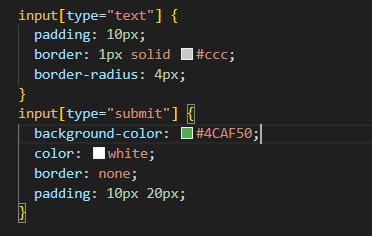 input[type="text"] {
  padding: 10px;
  border: 1px solid #ccc;
  border-radius: 4px;
}
input[type="submit"] {
  background-color: #4CAF50;
  color: white;
  border: none;
  padding: 10px 20px;
}